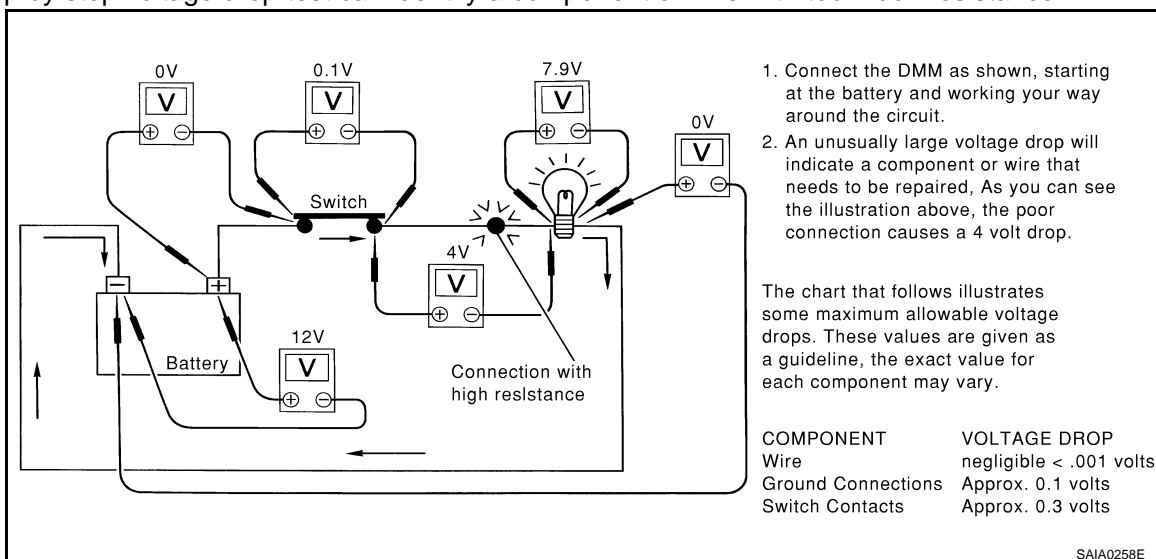 0V
0.1V
7.9V
0V
V
V
V
V
Switch
4V
V
Battery
12V
V
Connection with
high reslstance
1. Connect the DMM as shown, starting
at the battery and working your way
around the circuit.
2. An unusually large voltage drop will
indicate a component or wire that
needs to be repaired, As you can see
the illustration above, the poor
connection causes a 4 volt drop.
The chart that follows illustrates
some maximum allowable voltage
drops. These values are given as
a guideline, the exact value for
each component may vary.
COMPONENT VOLTAGE DROP
Wire negligible < .001 volts
Ground Connections Approx. 0.1 volts
Switch Contacts Approx. 0.3 volts
SAIA0258E